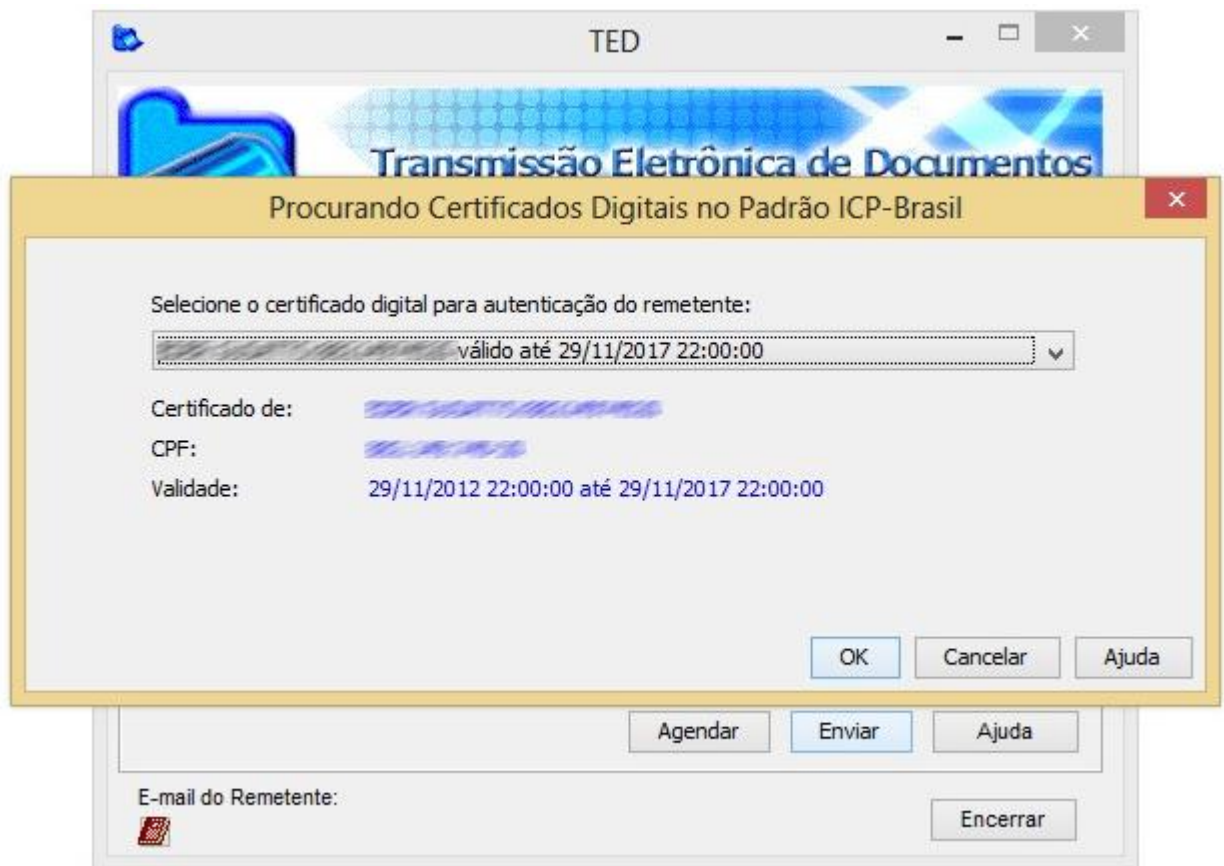 TED
Transmissão Eletrônica de Documentos
Procurando Certificados Digitais no Padrão ICP-Brasil
Selecione o certificado digital para autenticação do remetente:
válido até 29/11/2017 22:00:00
Certificado de:
CPF:
Validade: 29/11/2012 22:00:00 até 29/11/2017 22:00:00
OK Cancelar Ajuda
Agendar Enviar Ajuda
E-mail do Remetente:
Encerrar